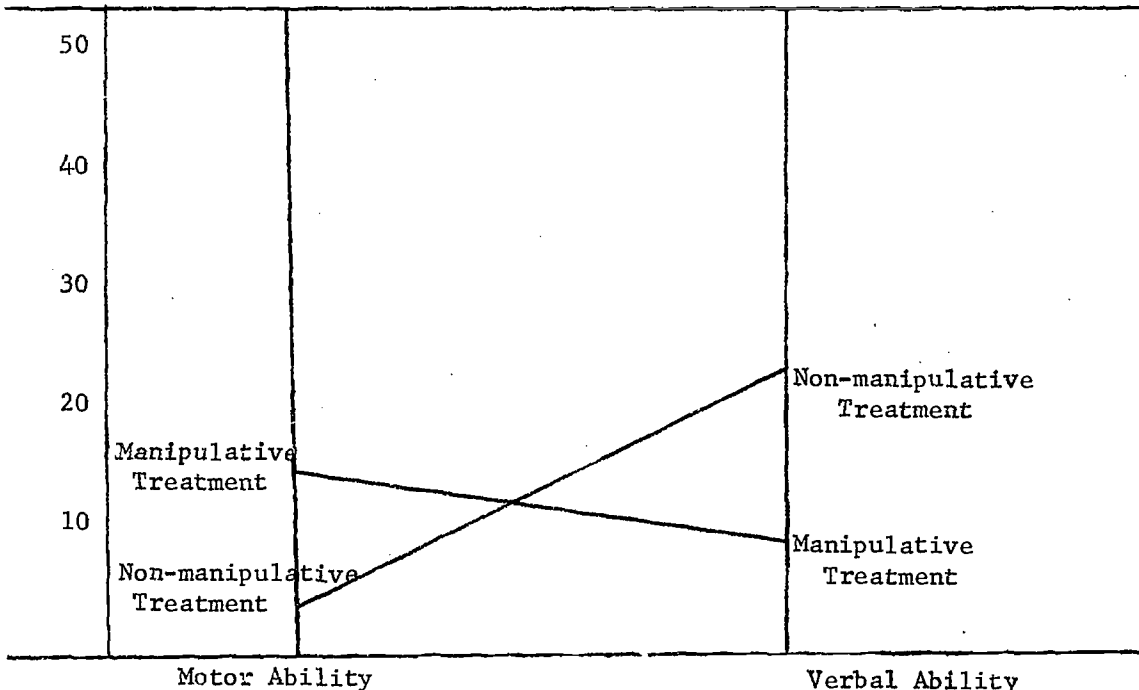 50
40
30
20
10
Manipulative
Treatment
Non-manipulative
Treatment
Non-manipulative
Treatment
Manipulative
Treatment
Motor Ability
Verbal Ability